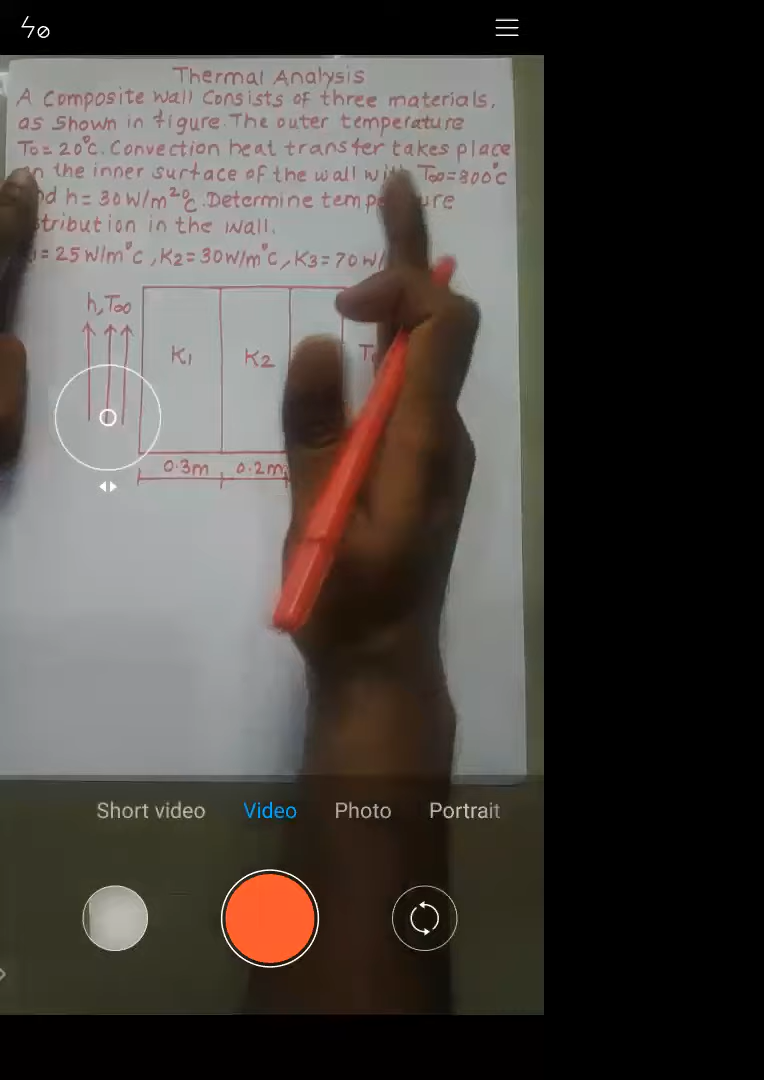 Thermal Analysis
A Composite wall Consists of three materials,
as Shown in figure. The outer temperature
To = 20°C. Convection heat transfer takes place
the inner surface of the wall T∞ = 800°C
h = 30 W/m²°C. Determine
in the wall.
= 25 W/m°C, K2 = 30 W/m°C, K3 = 70 W/
h, T∞
K1
K2
0.3m
0.2m
Short video
Video
Photo
Portrait